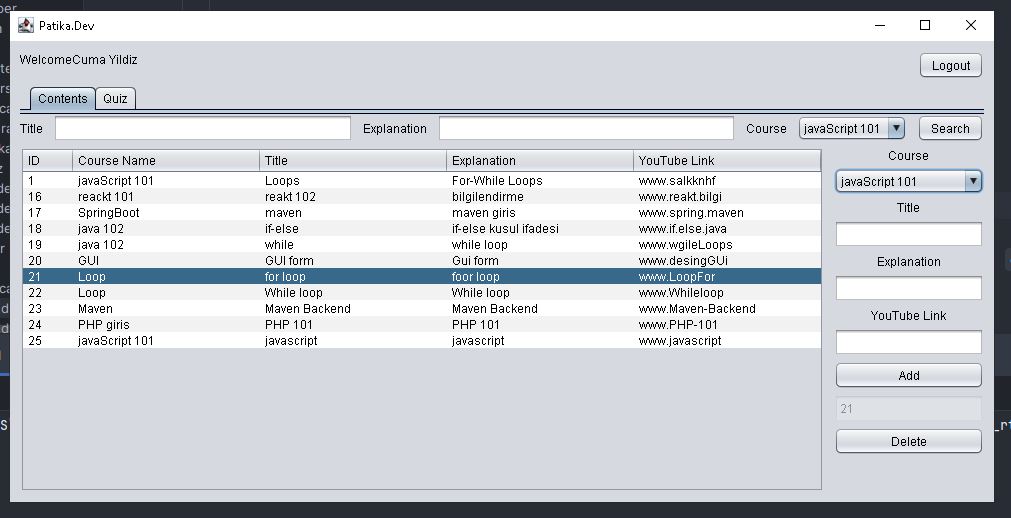 Patika.Dev
WelcomeCuma Yildiz
Logout
Contents Quiz
Title Explanation Course javaScript 101 Search
ID Course Name Title Explanation YouTube Link
1 javaScript 101 Loops For-While Loops www.salkknhf
16 reackt 101 reakt 102 bilgilendirme www.reakt.bilgi
17 SpringBoot maven maven giris www.spring.maven
18 java 102 if-else if-else kusul ifadesi www.if.else.java
19 java 102 while while loop www.wgileLoops
20 GUI GUI form Gui form www.desingGUi
21 Loop for loop foor loop www.LoopFor
22 Loop While loop While loop www.Whileloop
23 Maven Maven Backend Maven Backend www.Maven-Backend
24 PHP giris PHP 101 PHP 101 www.PHP-101
25 javaScript 101 javascript javascript www.javascript
Course
javaScript 101
Title
Explanation
YouTube Link
Add
21
Delete